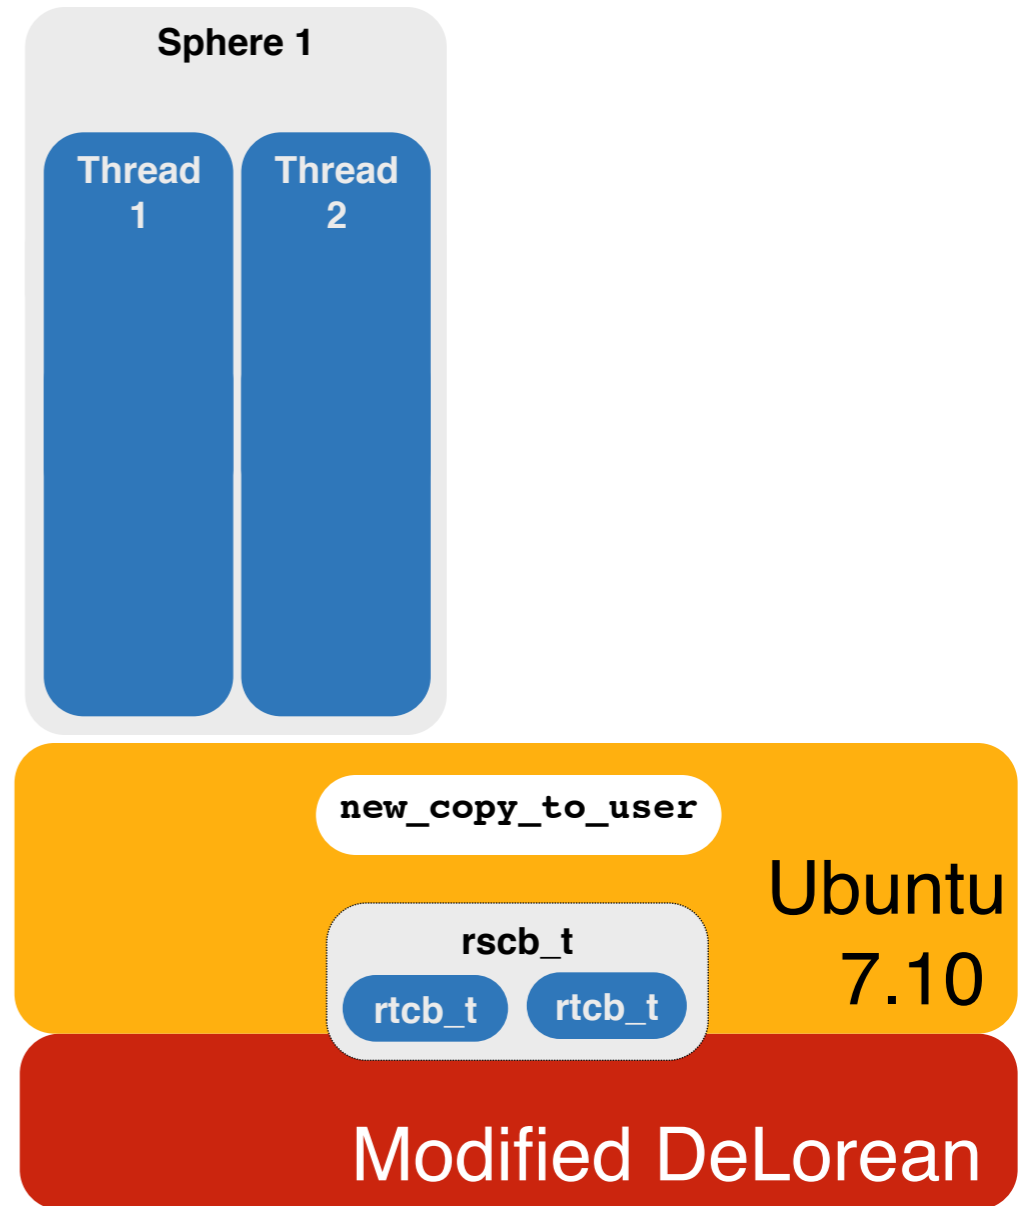 Sphere 1
Thread
1
Thread
2
new_copy_to_user
Ubuntu
7.10
rscb_t
rtcb_t
rtcb_t
Modified DeLorean